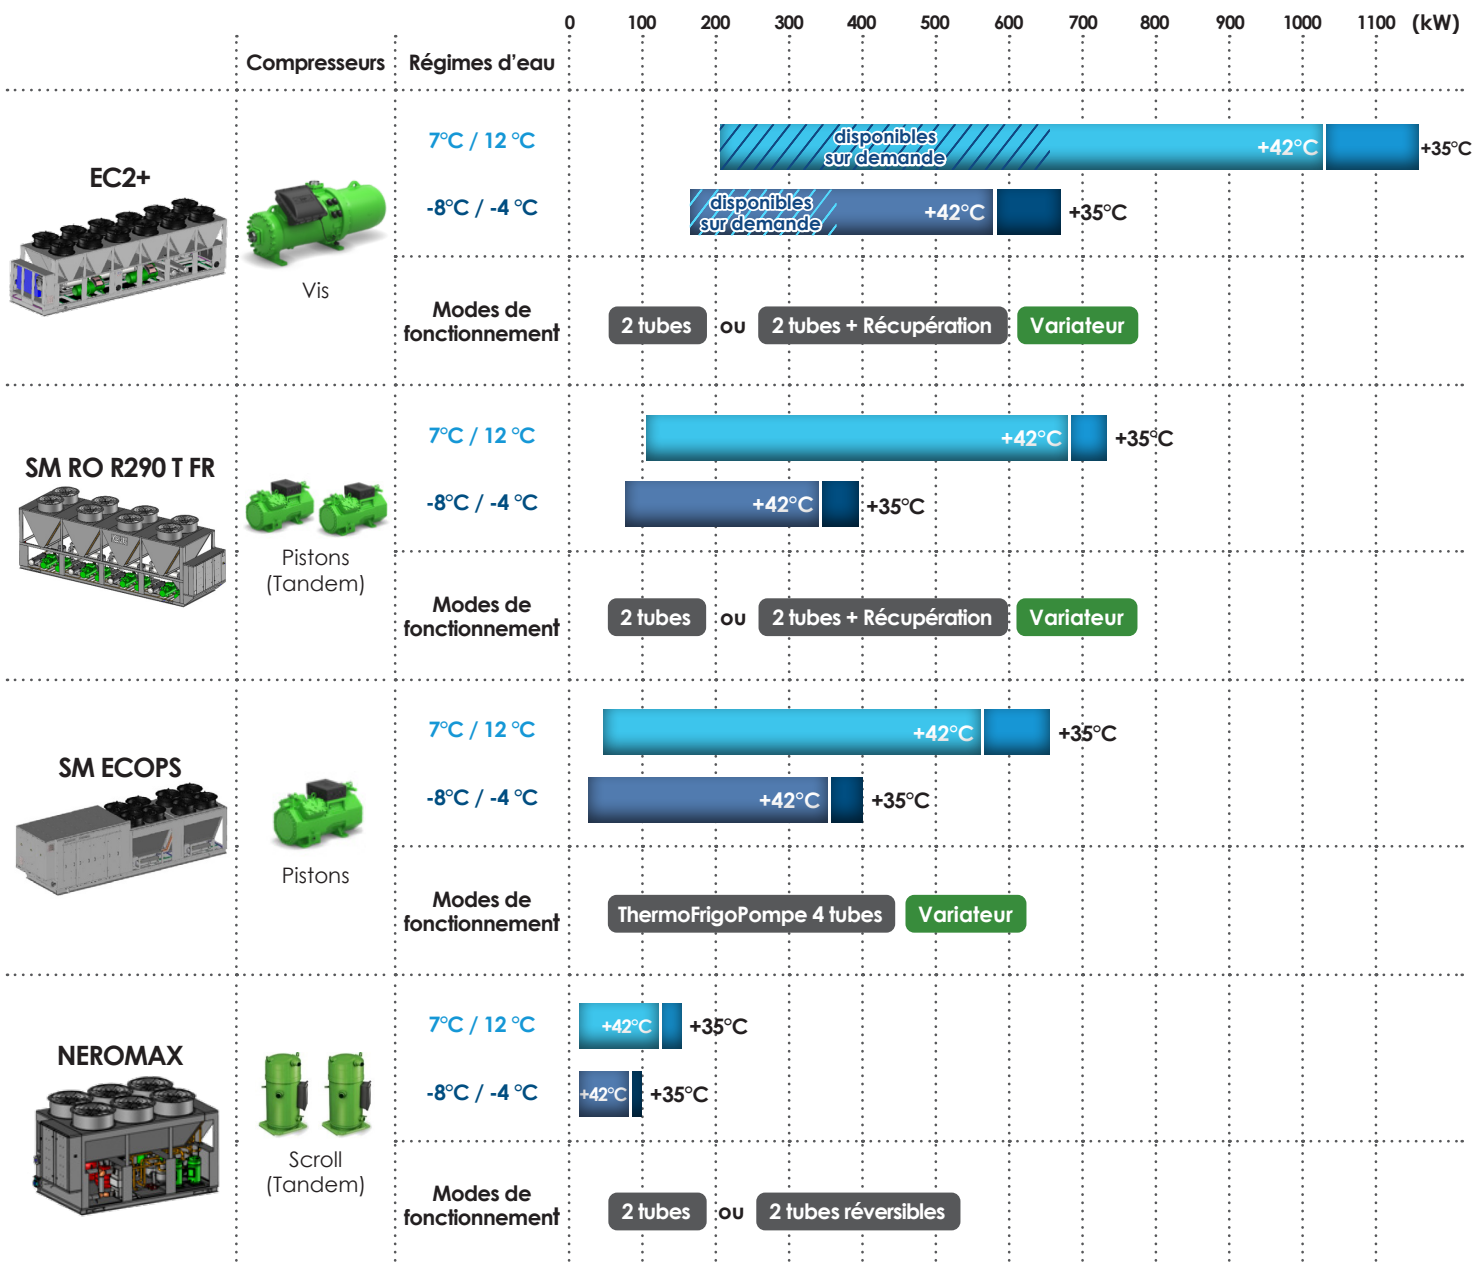 0 100 200 300 400 500 600 700 800 900 1000 1100 (kW)
Compresseurs Régimes d'eau
EC2+
Vis
7°C / 12 °C
disponibles
sur demande
+42°C
+35°C
-8°C / -4 °C
disponibles
sur demande
+42°C
+35°C
Modes de
fonctionnement
2 tubes ou 2 tubes + Récupération Variateur
SM RO R290 T FR
Pistons
(Tandem)
7°C / 12 °C
+42°C
+35°C
-8°C / -4 °C
+42°C
+35°C
Modes de
fonctionnement
2 tubes ou 2 tubes + Récupération Variateur
SM ECOPS
Pistons
7°C / 12 °C
+42°C
+35°C
-8°C / -4 °C
+42°C
+35°C
Modes de
fonctionnement
ThermoFrigoPompe 4 tubes Variateur
NEROMAX
Scroll
(Tandem)
7°C / 12 °C
+42°C
+35°C
-8°C / -4 °C
+42°C
+35°C
Modes de
fonctionnement
2 tubes ou 2 tubes réversibles